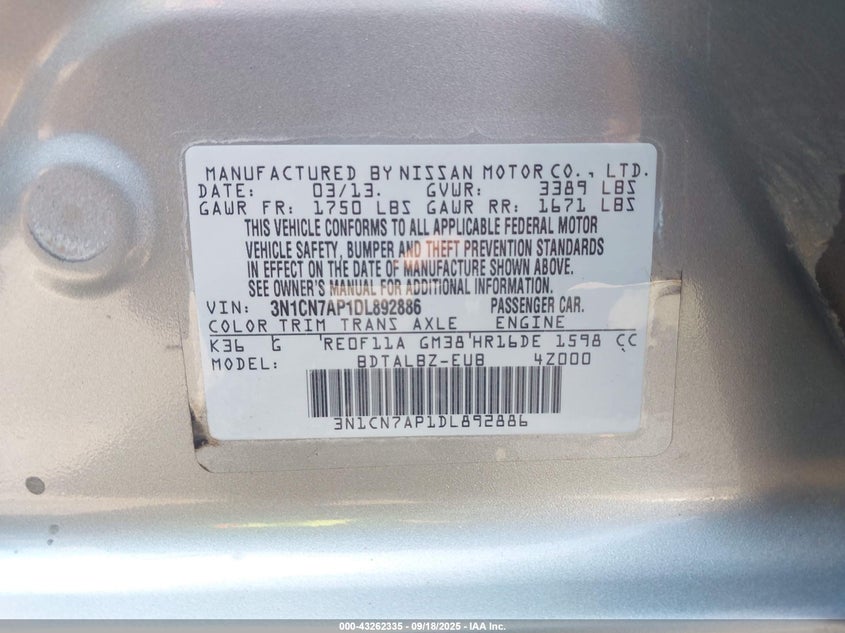 MANUFACTURED BY NISSAN MOTOR CO., LTD.
DATE: 03/13. GVWR: 3389 LBS
GAWR FR: 1750 LBS GAWR RR: 1671 LBS
THIS VEHICLE CONFORMS TO ALL APPLICABLE FEDERAL MOTOR
VEHICLE SAFETY, BUMPER AND THEFT PREVENTION STANDARDS
IN EFFECT ON THE DATE OF MANUFACTURE SHOWN ABOVE.
SEE OWNER'S MANUAL FOR ADDITIONAL INFORMATION.
VIN: 3N1CN7AP1DL892886 PASSENGER CAR.
COLOR TRIM TRANS AXLE ENGINE
K36 G RE0F11A GM38 HR16DE 1598 CC
MODEL: BDTALBZ-EUB 4Z000
3N1CN7AP1DL892886
000-43262335 - 09/18/2025 - IAA Inc.